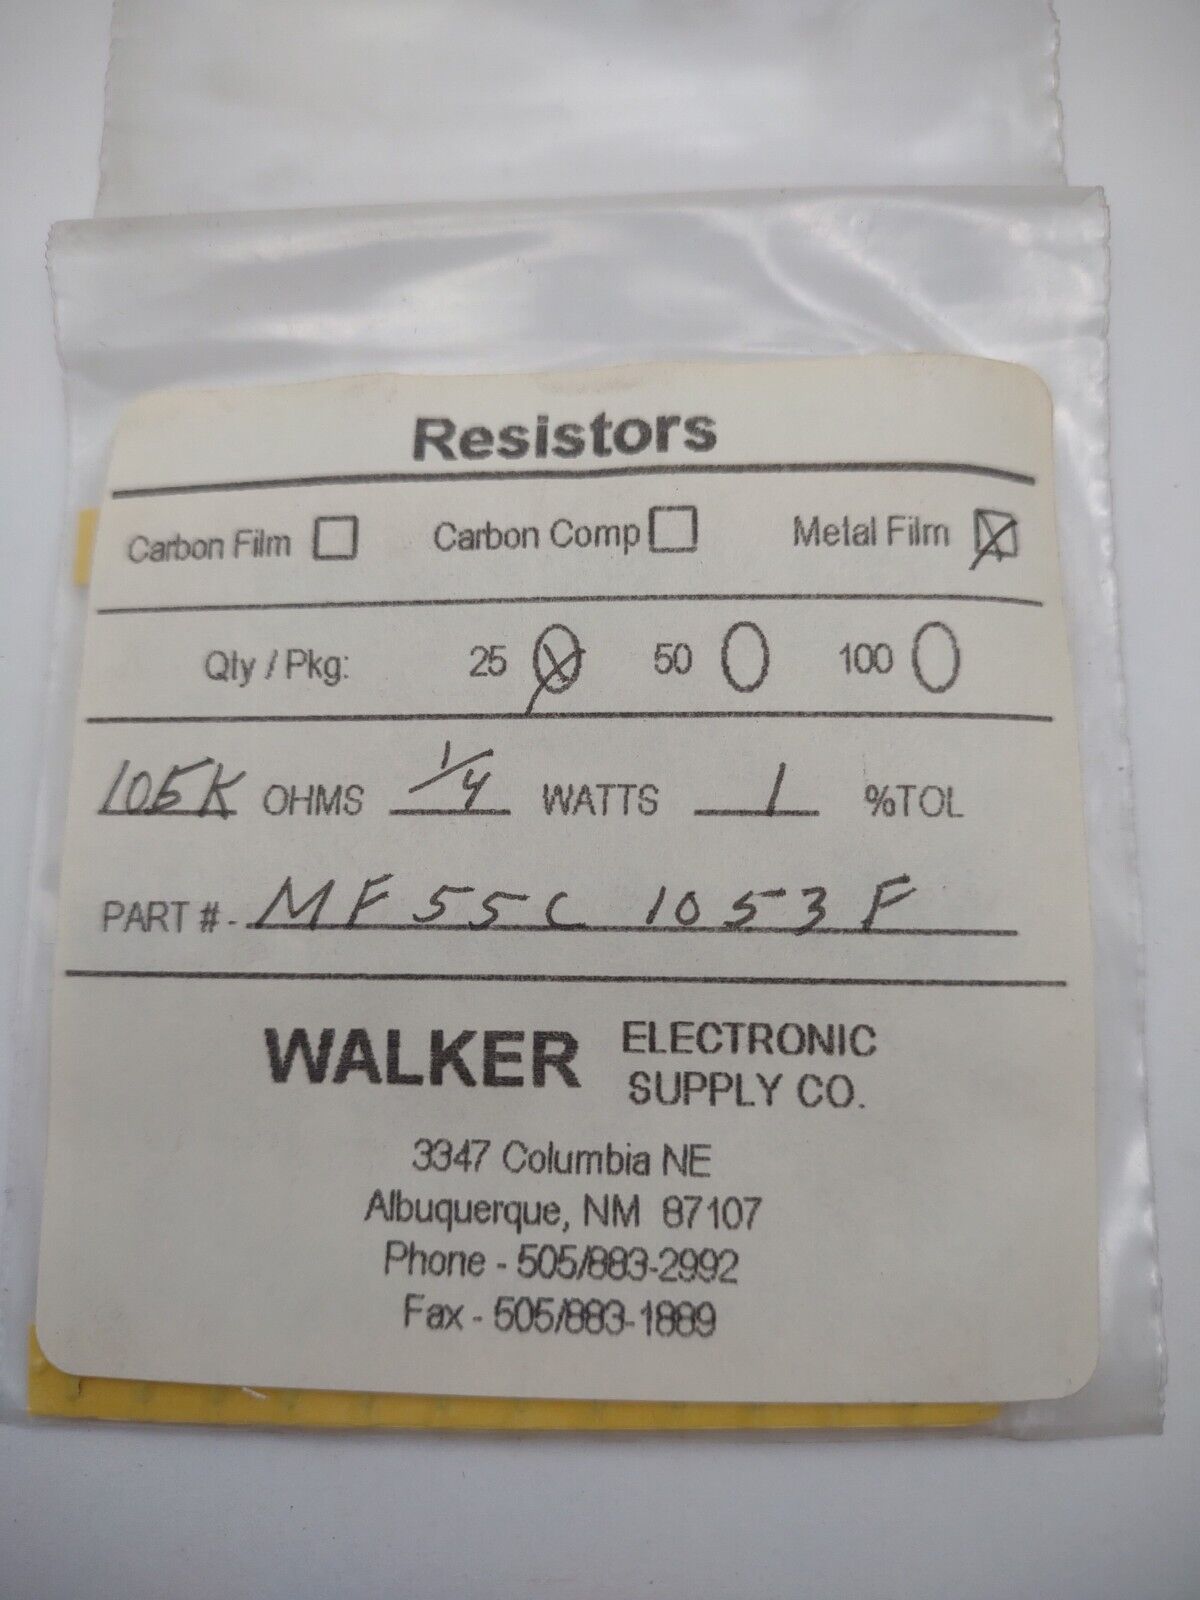 Resistors
Carbon Film Carbon Comp Metal Film
Qty / Pkg: 25 50 100
105K OHMS 1/4 WATTS 1 %TOL
PART # - MF55C 1053F
WALKER ELECTRONIC
SUPPLY CO.
3347 Columbia NE
Albuquerque, NM 87107
Phone - 505/883-2992
Fax - 505/883-1889